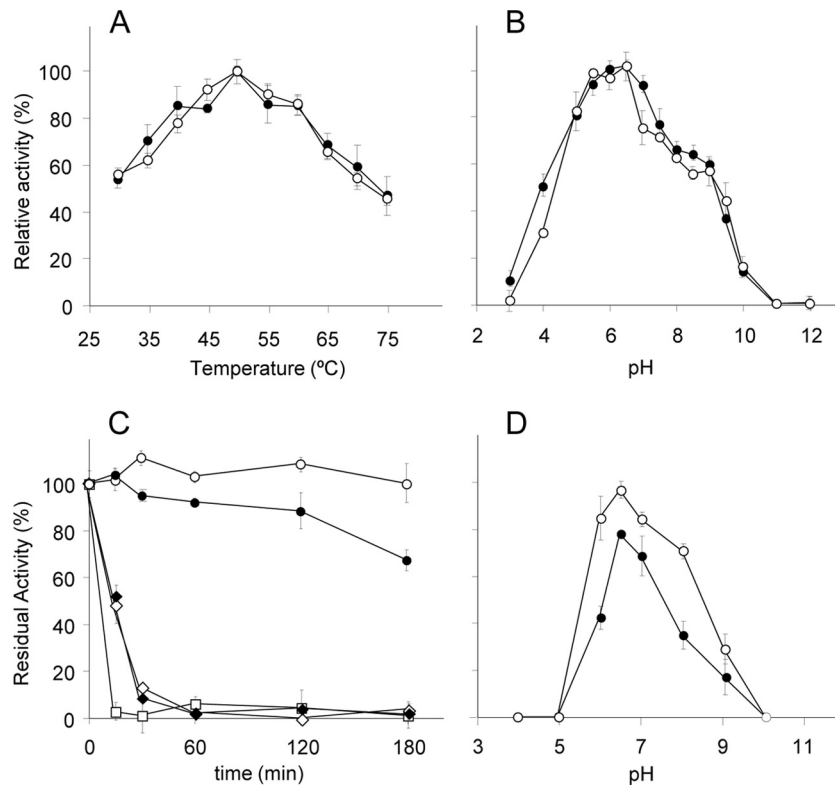 A
B
Relative activity (%)
100
80
60
40
20
0
25 35 45 55 65 75
Temperature (ºC)
2 4 6 8 10 12
pH
C
D
Residual Activity (%)
100
80
60
40
20
0
0 60 120 180
time (min)
3 5 7 9 11
pH